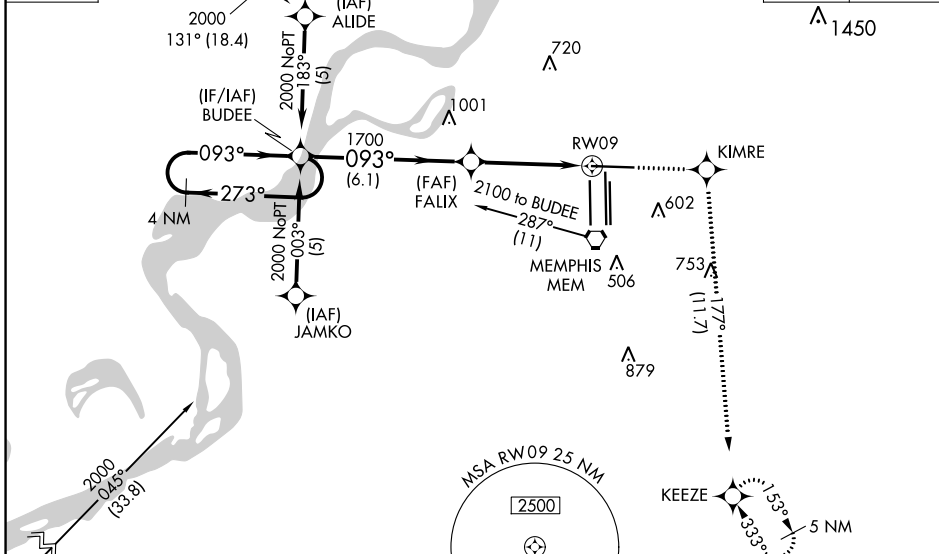 (IAF)
ALIDE
2000
131° (18.4)
1450
720
2000 NoPT
183°
(5)
(IF/IAF)
BUDEE
1001
RW09
093°
1700
093°
(6.1)
KIMRE
(FAF)
FALIX
273°
4 NM
2100 to BUDEE
287°
(11)
602
2000 NoPT
003°
(5)
MEMPHIS
MEM
506
753
177°
(11.7)
(IAF)
JAMKO
879
2000
045°
(33.8)
MSA RW09 25 NM
2500
KEEZE
153°
333°
5 NM